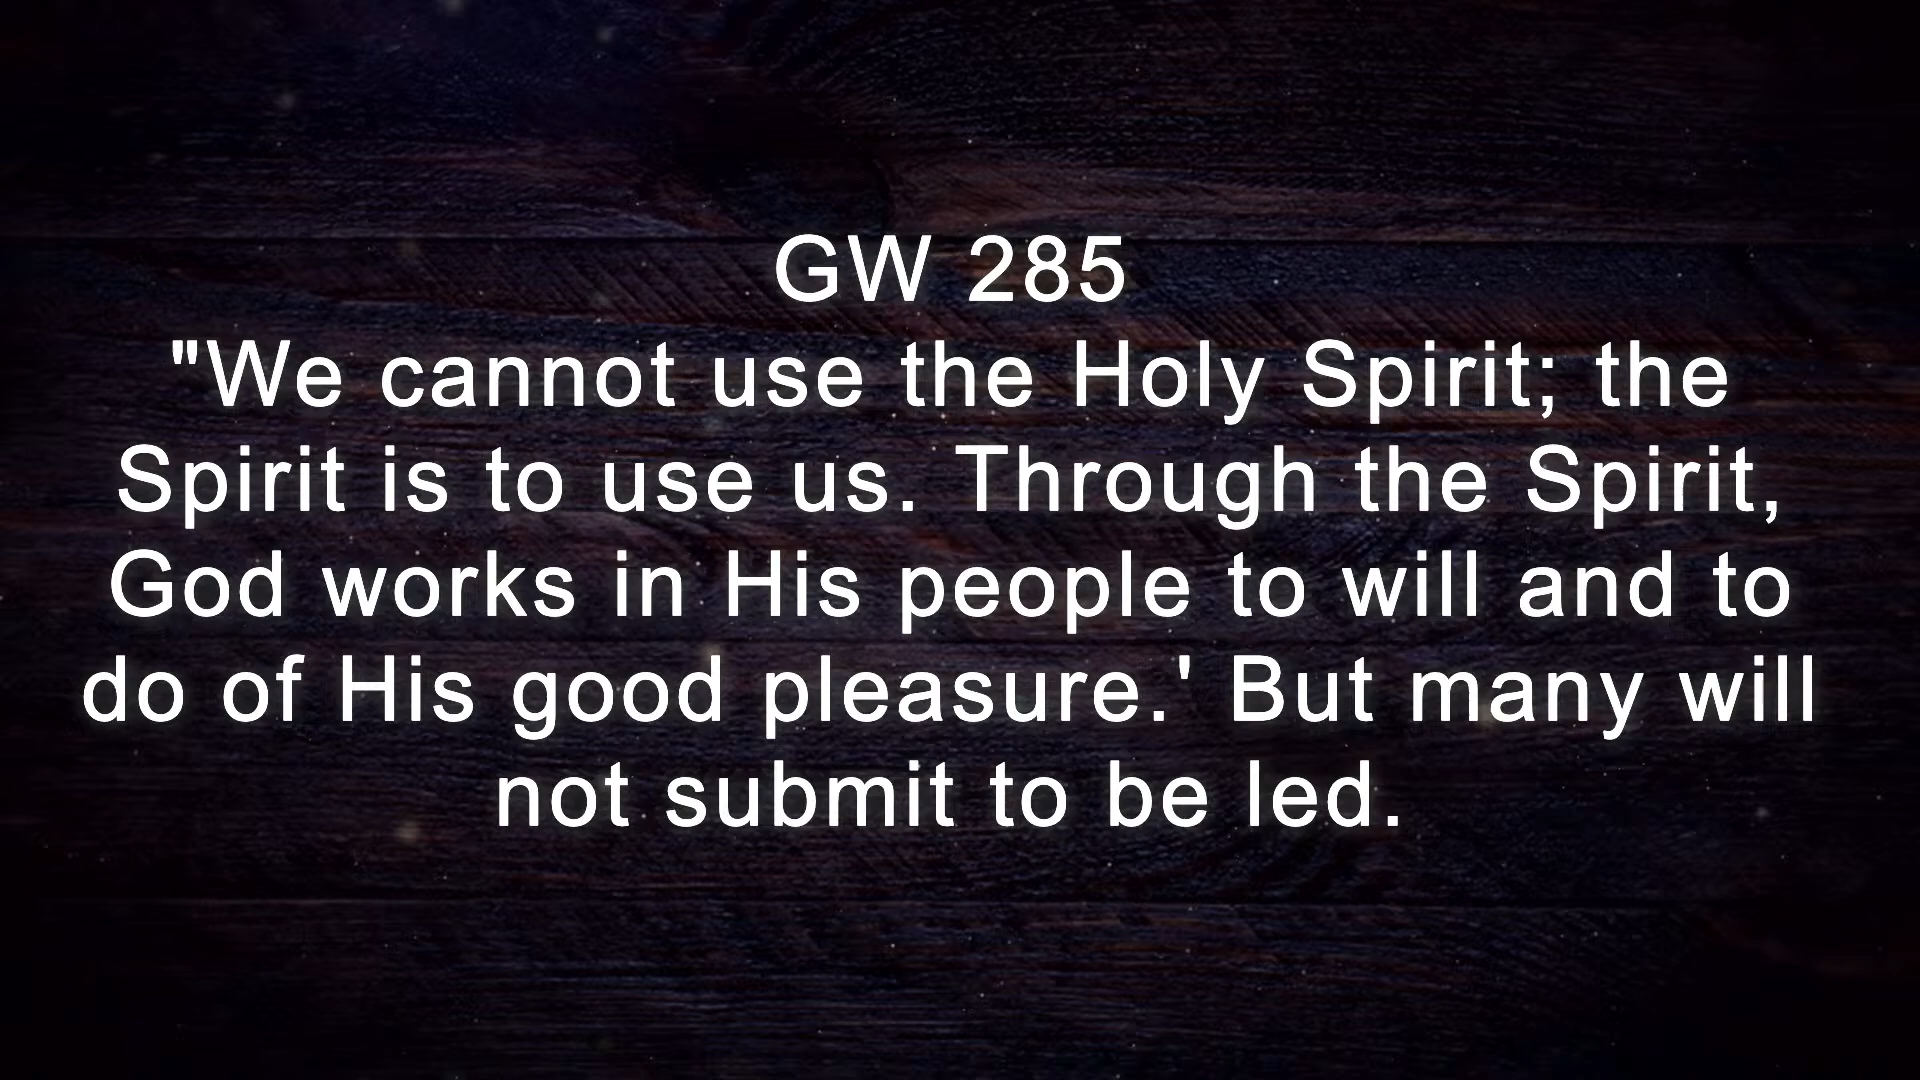 GW 285
"We cannot use the Holy Spirit; the
Spirit is to use us. Through the Spirit,
God works in His people to will and to
do of His good pleasure.' But many will
not submit to be led.